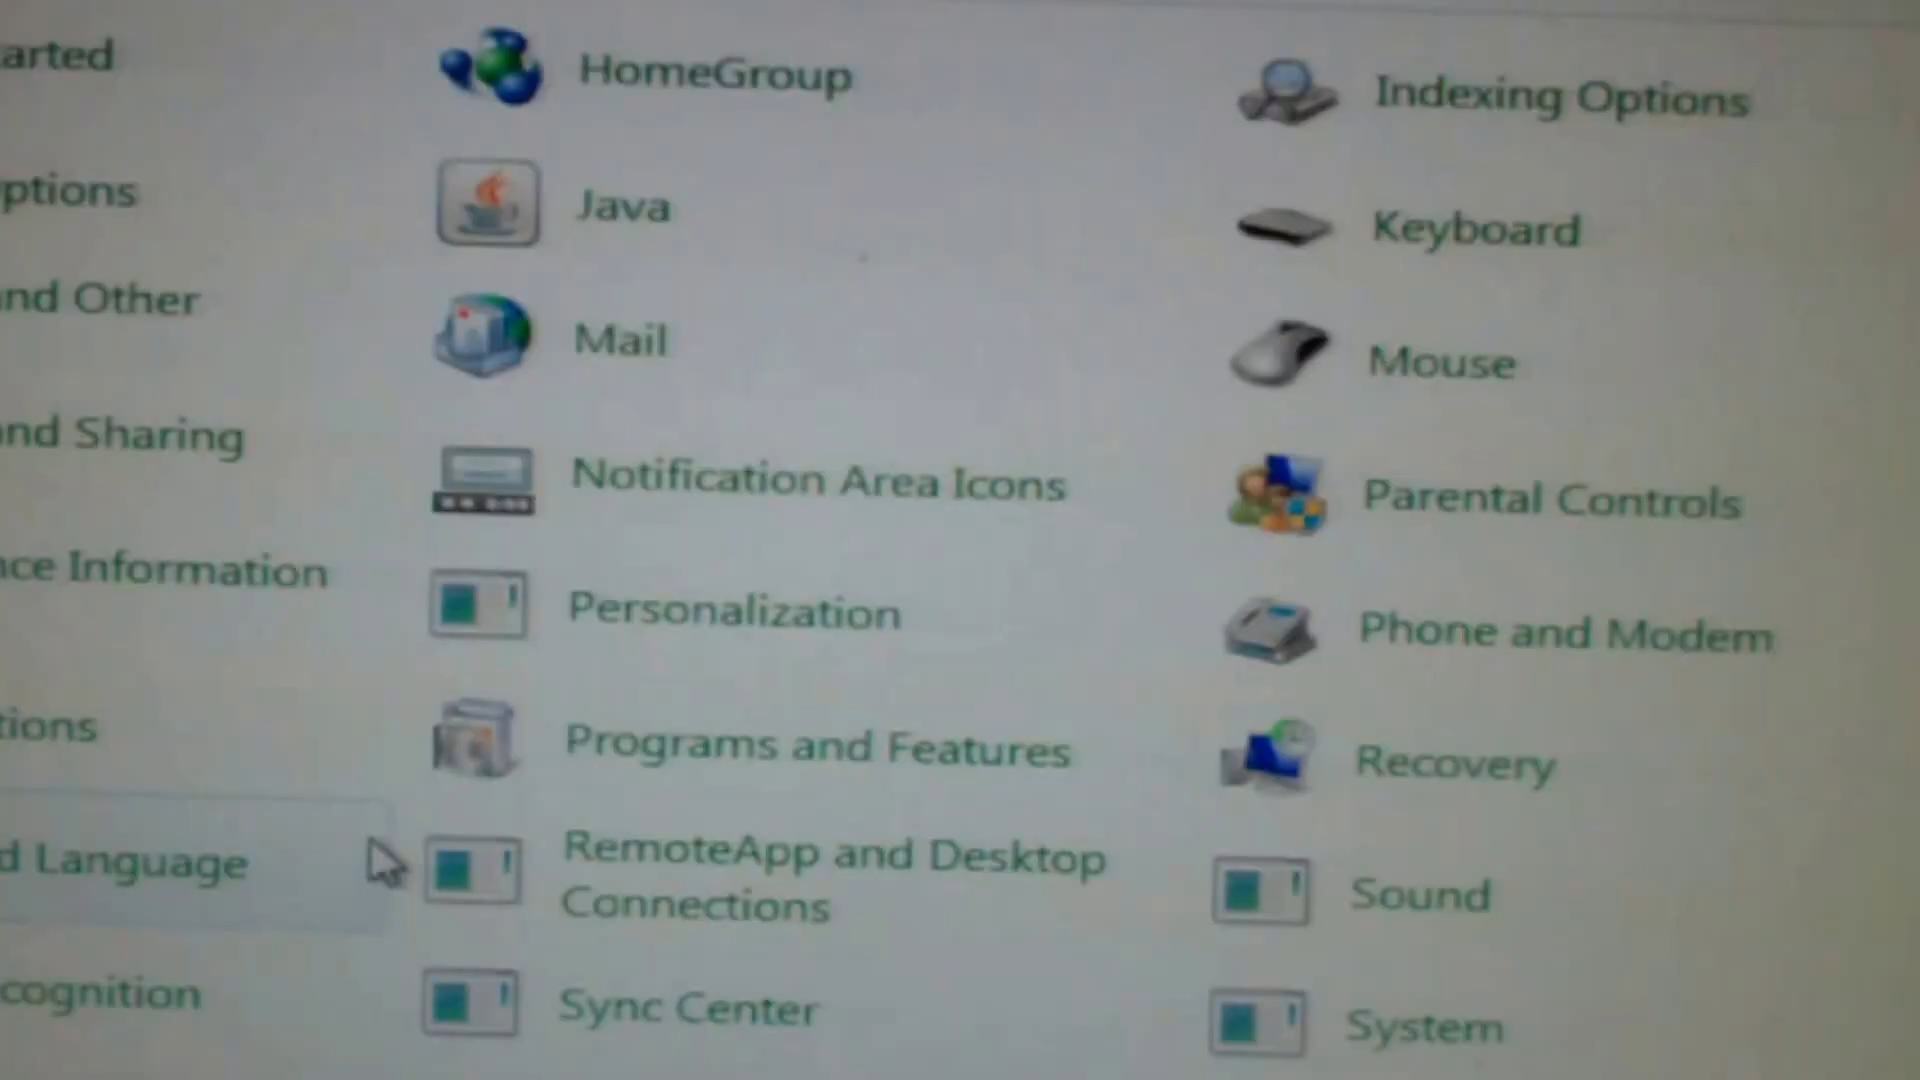 arted
HomeGroup
Indexing Options
ptions
Java
Keyboard
nd Other
Mail
Mouse
nd Sharing
Notification Area Icons
Parental Controls
nce Information
Personalization
Phone and Modem
tions
Programs and Features
Recovery
d Language
RemoteApp and Desktop
Connections
Sound
cognition
Sync Center
System